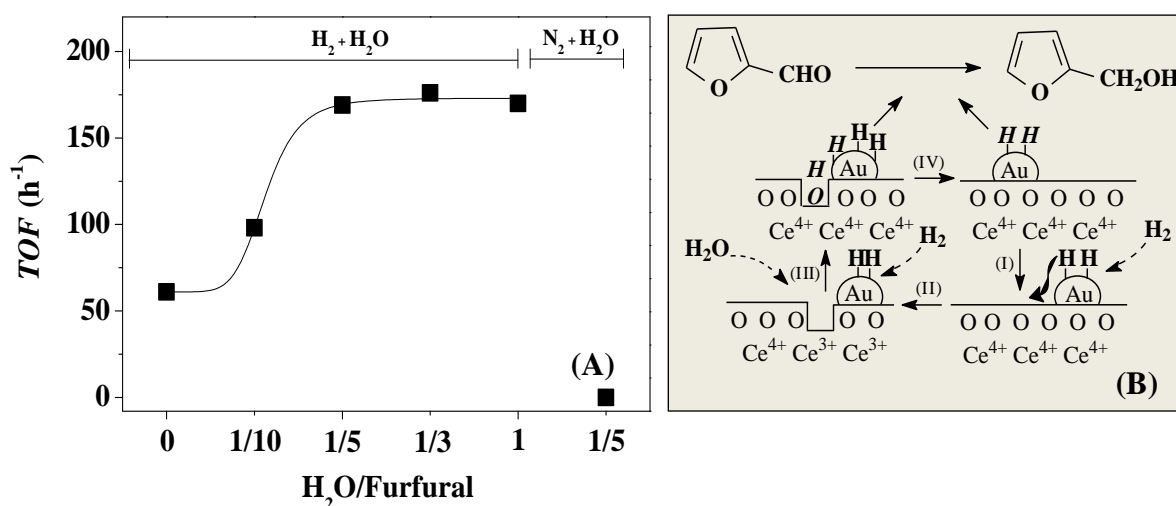 H₂+H₂O
N₂+H₂O
200
150
100
50
0
TOF (h⁻¹)
0 1/10 1/5 1/3 1 1/5
H₂O/Furfural
(A)
O CHO
O CH₂OH
H H H H Au
H H
Au
(IV)
O O O O
O O O O O O
Ce⁴⁺ Ce⁴⁺ Ce⁴⁺
Ce⁴⁺ Ce⁴⁺ Ce⁴⁺
H₂O
(III)
HH
H₂
(I)
H H
H₂
Au
(II)
Au
O O O O O
O O O O O O
Ce⁴⁺ Ce³⁺ Ce³⁺
Ce⁴⁺ Ce⁴⁺ Ce⁴⁺
(B)